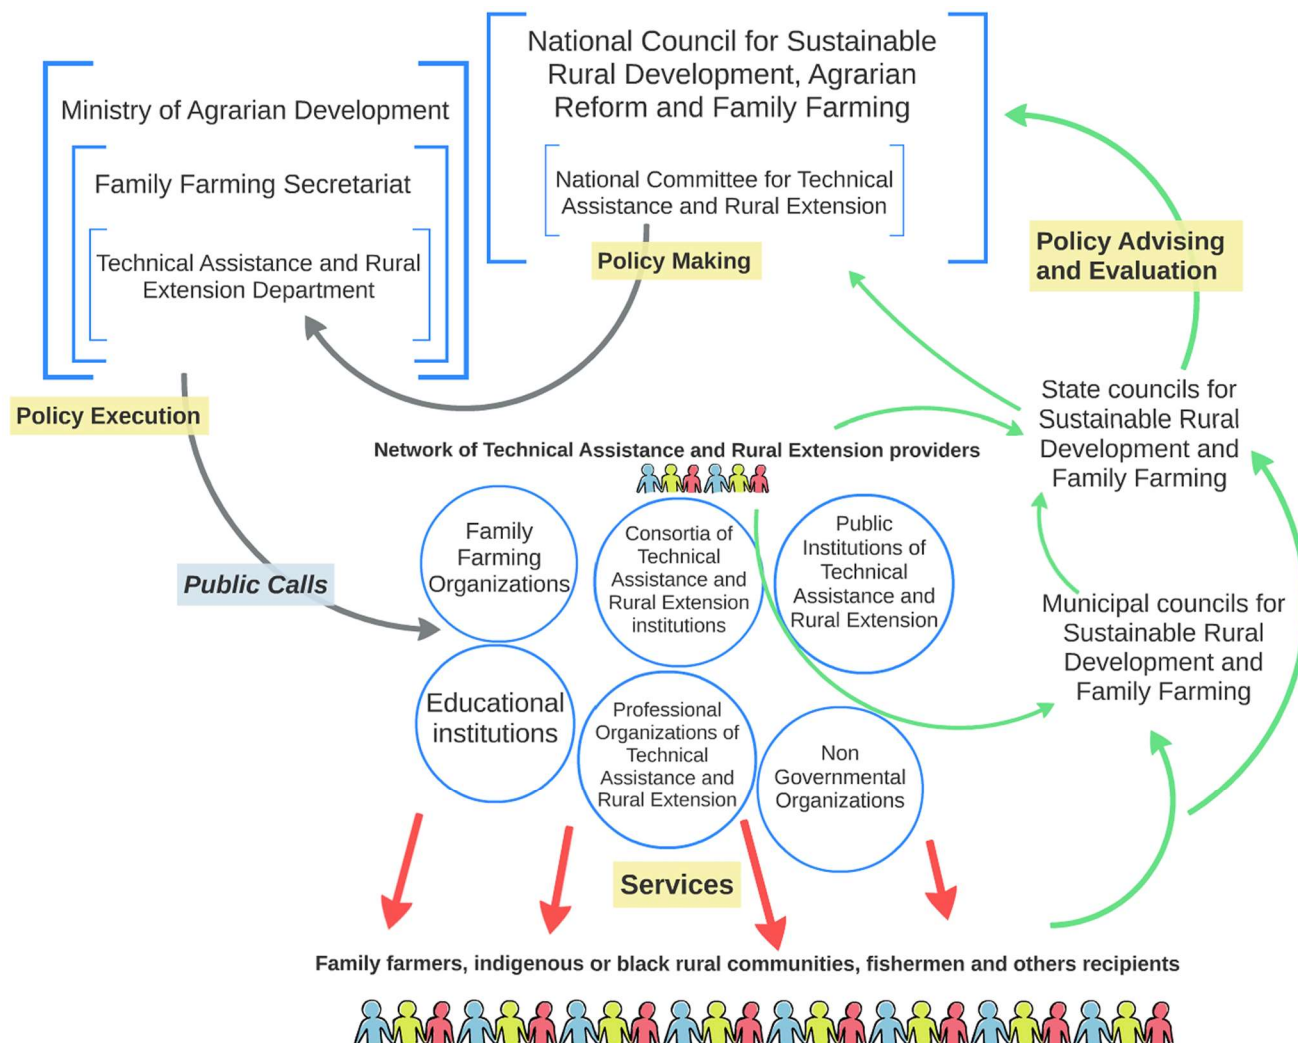 National Council for Sustainable
Rural Development, Agrarian
Reform and Family Farming
Ministry of Agrarian Development
National Committee for Technical
Assistance and Rural Extension
Family Farming Secretariat
Technical Assistance and Rural
Extension Department
Policy Making
Policy Advising
and Evaluation
Policy Execution
State councils for
Sustainable Rural
Development and
Family Farming
Network of Technical Assistance and Rural Extension providers
Family
Farming
Organizations
Consortia of
Technical
Assistance and
Rural Extension
institutions
Public
Institutions of
Technical
Assistance and
Rural Extension
Public Calls
Municipal councils for
Sustainable Rural
Development and
Family Farming
Educational
institutions
Professional
Organizations of
Technical
Assistance and
Rural Extension
Non
Governmental
Organizations
Services
Family farmers, indigenous or black rural communities, fishermen and others recipients